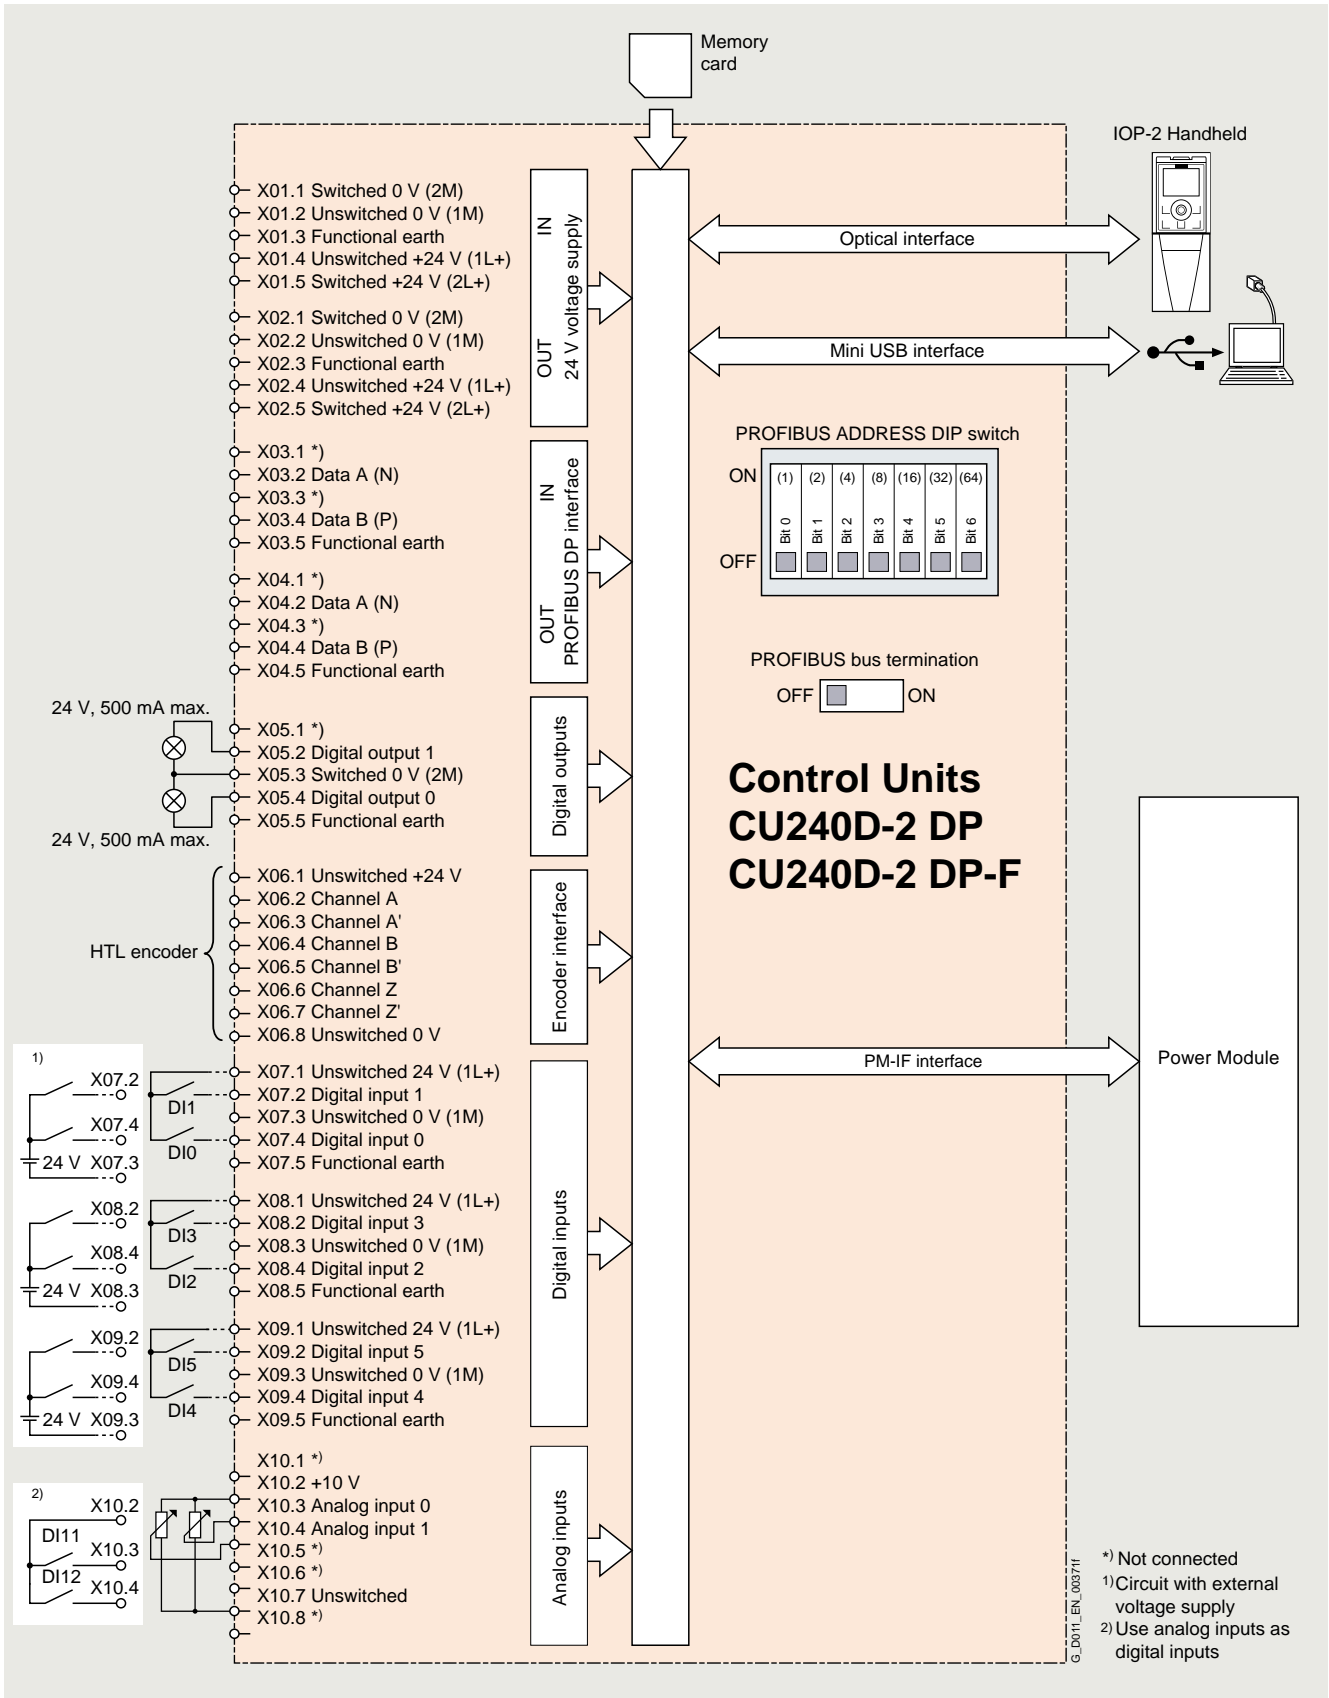 Memory
card
IOP-2 Handheld
X01.1 Switched 0 V (2M)
X01.2 Unswitched 0 V (1M)
X01.3 Functional earth
X01.4 Unswitched +24 V (1L+)
X01.5 Switched +24 V (2L+)
X02.1 Switched 0 V (2M)
X02.2 Unswitched 0 V (1M)
X02.3 Functional earth
X02.4 Unswitched +24 V (1L+)
X02.5 Switched +24 V (2L+)
OUT IN
24 V voltage supply
Optical interface
Mini USB interface
X03.1 *)
X03.2 Data A (N)
X03.3 *)
X03.4 Data B (P)
X03.5 Functional earth
X04.1 *)
X04.2 Data A (N)
X04.3 *)
X04.4 Data B (P)
X04.5 Functional earth
OUT IN
PROFIBUS DP interface
PROFIBUS ADDRESS DIP switch
ON
(1) (2) (4) (8) (16) (32) (64)
Bit 0 Bit 1 Bit 2 Bit 3 Bit 4 Bit 5 Bit 6
OFF
PROFIBUS bus termination
OFF ON
24 V, 500 mA max.
24 V, 500 mA max.
X05.1 *)
X05.2 Digital output 1
X05.3 Switched 0 V (2M)
X05.4 Digital output 0
X05.5 Functional earth
Digital outputs
Control Units
CU240D-2 DP
CU240D-2 DP-F
HTL encoder
X06.1 Unswitched +24 V
X06.2 Channel A
X06.3 Channel A'
X06.4 Channel B
X06.5 Channel B'
X06.6 Channel Z
X06.7 Channel Z'
X06.8 Unswitched 0 V
Encoder interface
PM-IF interface
Power Module
1)
X07.2
X07.4
24 V X07.3
DI1
DI0
X07.1 Unswitched 24 V (1L+)
X07.2 Digital input 1
X07.3 Unswitched 0 V (1M)
X07.4 Digital input 0
X07.5 Functional earth
X08.2
X08.4
24 V X08.3
DI3
DI2
X08.1 Unswitched 24 V (1L+)
X08.2 Digital input 3
X08.3 Unswitched 0 V (1M)
X08.4 Digital input 2
X08.5 Functional earth
X09.2
X09.4
24 V X09.3
DI5
DI4
X09.1 Unswitched 24 V (1L+)
X09.2 Digital input 5
X09.3 Unswitched 0 V (1M)
X09.4 Digital input 4
X09.5 Functional earth
Digital inputs
2)
X10.2
DI11
X10.3
DI12
X10.4
X10.1 *)
X10.2 +10 V
X10.3 Analog input 0
X10.4 Analog input 1
X10.5 *)
X10.6 *)
X10.7 Unswitched
X10.8 *)
Analog inputs
G_D011_EN_00371f
*) Not connected
1) Circuit with external
voltage supply
2) Use analog inputs as
digital inputs